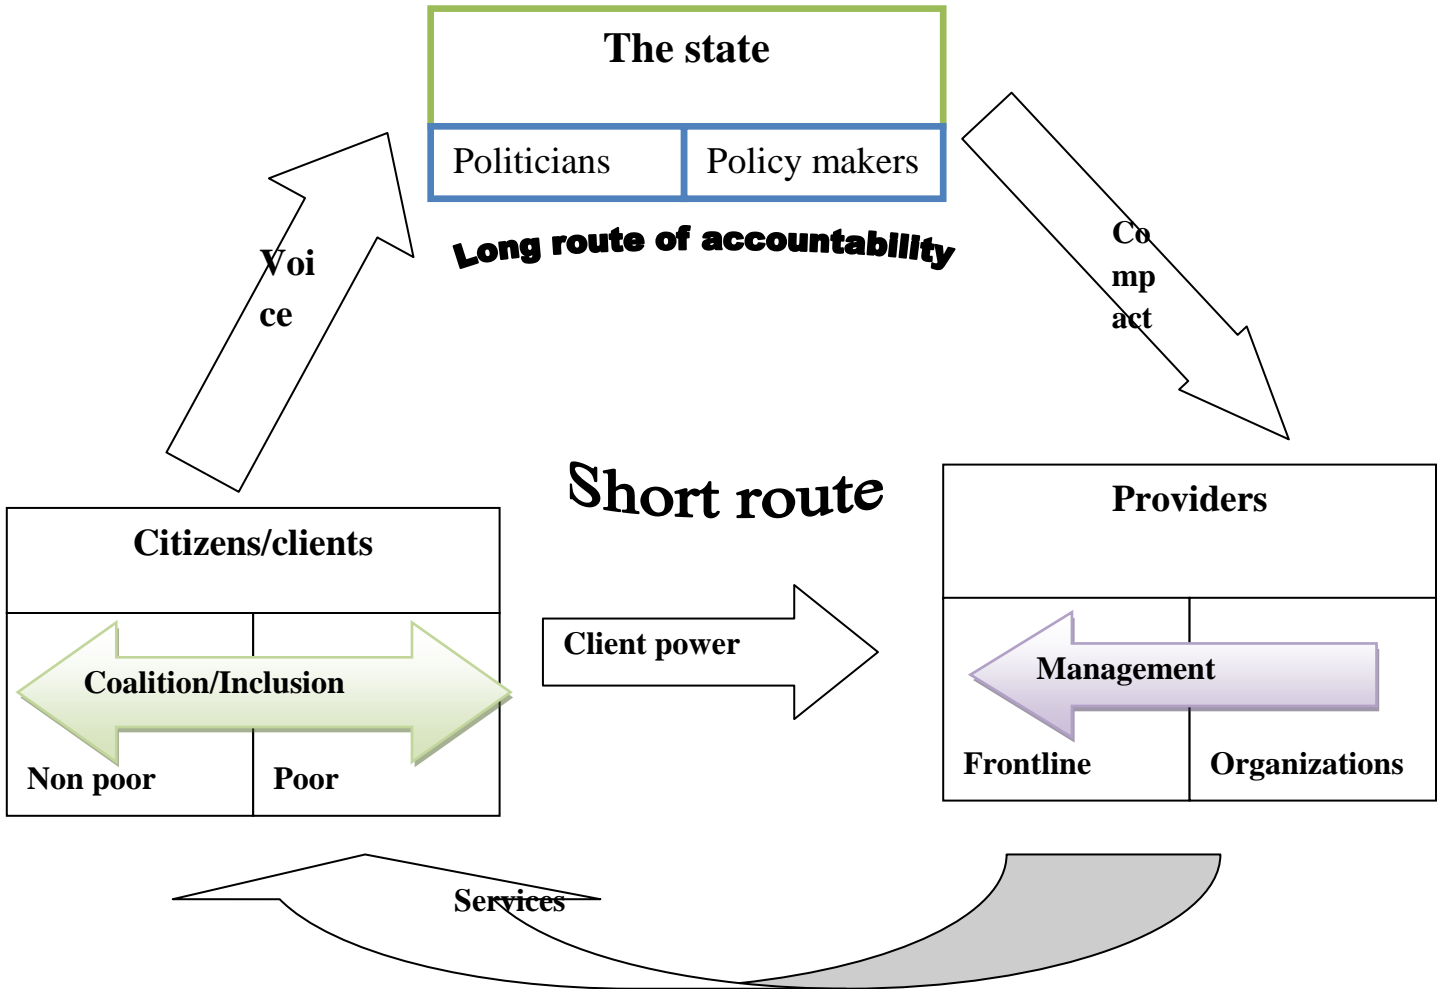 The state
Politicians
Policy makers
Long route of accountability
Voi
ce
Co
mp
act
Short route
Citizens/clients
Providers
Client power
Coalition/Inclusion
Management
Non poor
Poor
Frontline
Organizations
Services